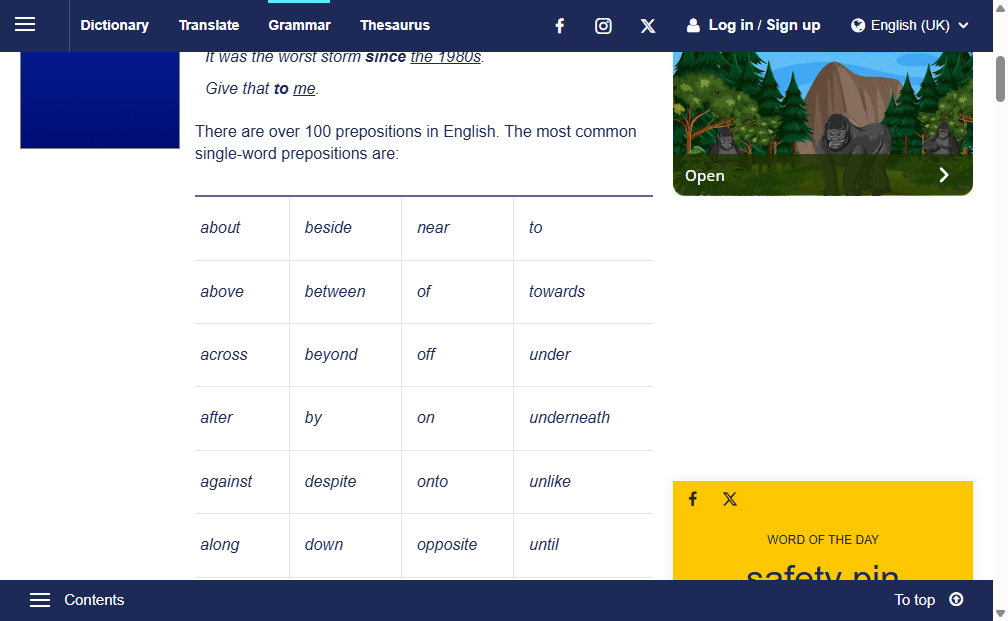 Dictionary Translate Grammar Thesaurus Log in / Sign up English (UK)
It was the worst storm since the 1980s.
Give that to me.
There are over 100 prepositions in English. The most common
single-word prepositions are:
Open
about beside near to
above between of towards
across beyond off under
after by on underneath
against despite onto unlike
along down opposite until
WORD OF THE DAY
safety pin
Contents To top